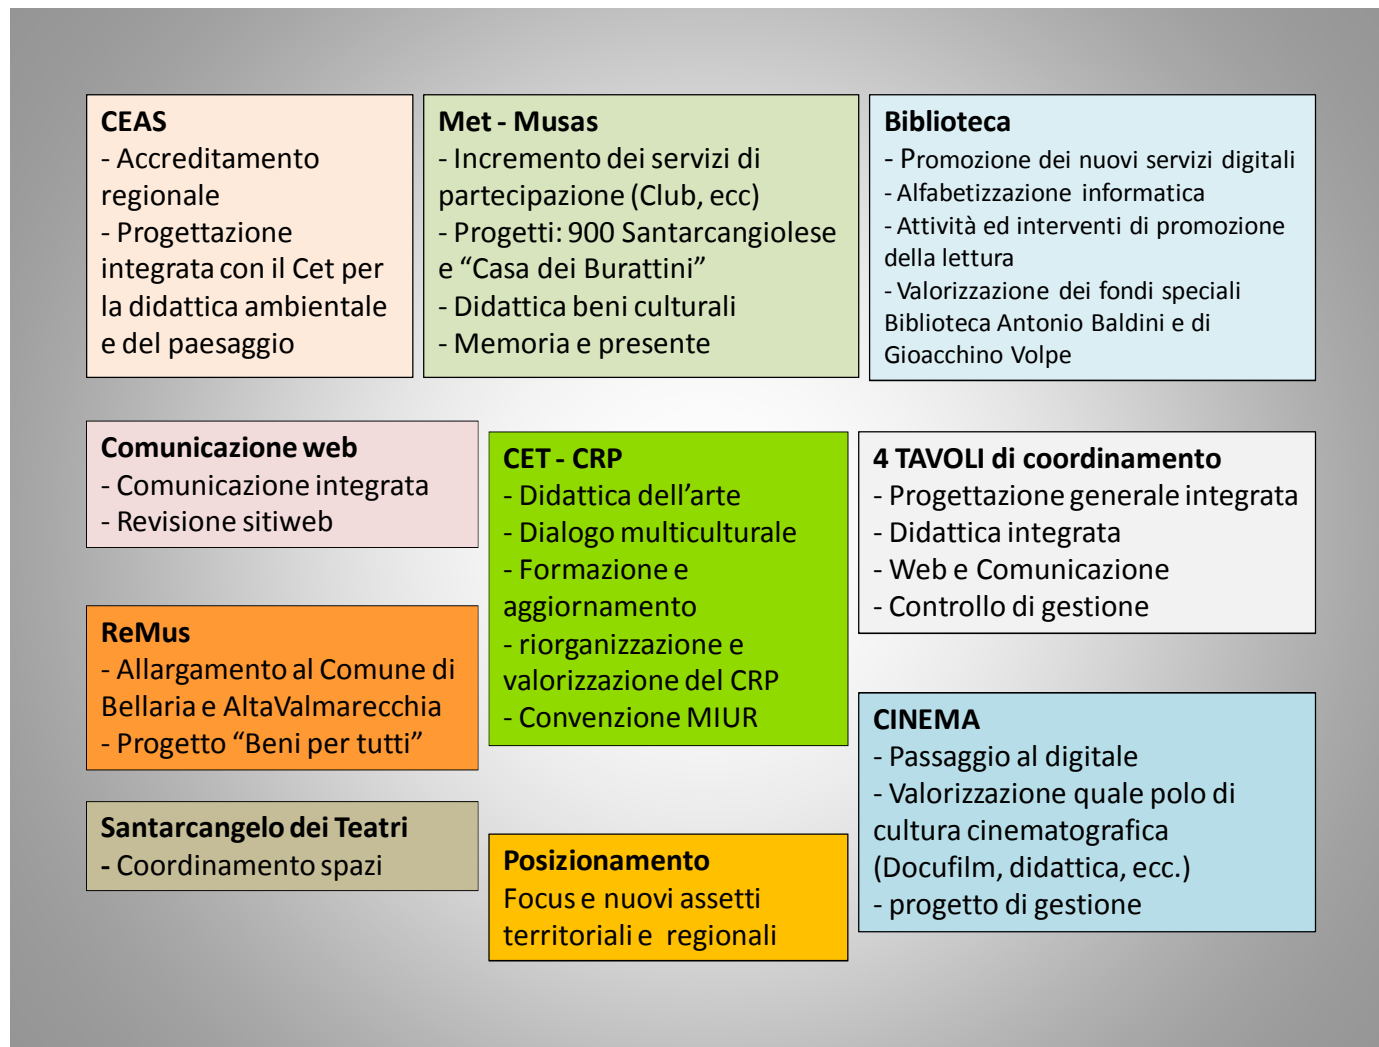 CEAS
- Accreditamento
regionale
- Progettazione
integrata con il Cet per
la didattica ambientale
e del paesaggio
Met - Musas
- Incremento dei servizi di
partecipazione (Club, ecc)
- Progetti: 900 Santarcangiolese
e “Casa dei Burattini”
- Didattica beni culturali
- Memoria e presente
Biblioteca
- Promozione dei nuovi servizi digitali
- Alfabetizzazione informatica
- Attività ed interventi di promozione
della lettura
- Valorizzazione dei fondi speciali
Biblioteca Antonio Baldini e di
Gioacchino Volpe
Comunicazione web
- Comunicazione integrata
- Revisione sitiweb
CET - CRP
- Didattica dell’arte
- Dialogo multiculturale
- Formazione e
aggiornamento
- riorganizzazione e
valorizzazione del CRP
- Convenzione MIUR
4 TAVOLI di coordinamento
- Progettazione generale integrata
- Didattica integrata
- Web e Comunicazione
- Controllo di gestione
ReMus
- Allargamento al Comune di
Bellaria e AltaValmarecchia
- Progetto “Beni per tutti”
CINEMA
- Passaggio al digitale
- Valorizzazione quale polo di
cultura cinematografica
(Docufilm, didattica, ecc.)
- progetto di gestione
Santarcangelo dei Teatri
- Coordinamento spazi
Posizionamento
Focus e nuovi assetti
territoriali e regionali